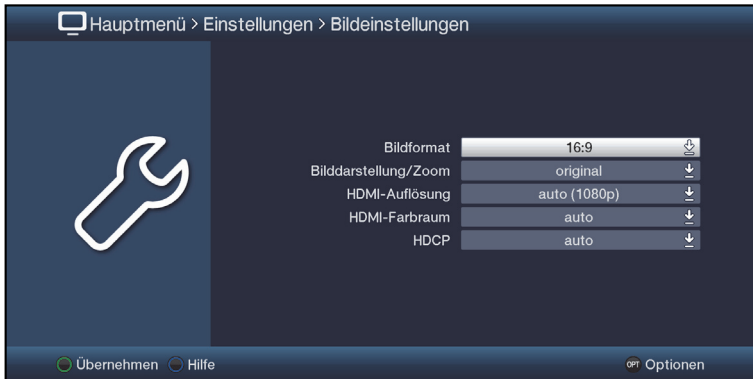 Hauptmenü > Einstellungen > Bildeinstellungen
Bildformat 16:9
Bilddarstellung/Zoom original
HDMI-Auflösung auto (1080p)
HDMI-Farbraum auto
HDCP auto
Übernehmen Hilfe OPT Optionen